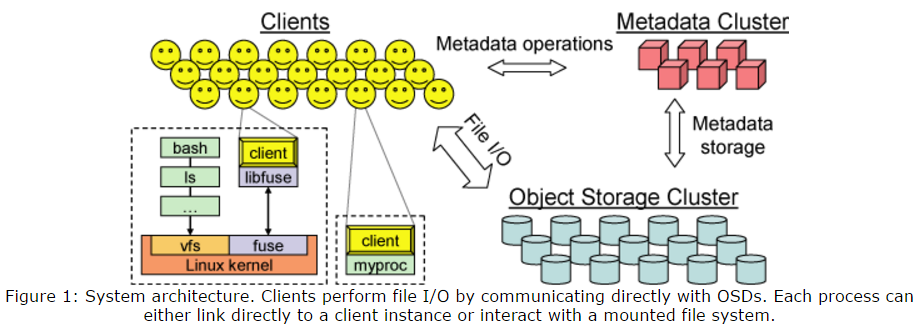 Clients
Metadata Cluster
Metadata operations
File I/O
Metadata
storage
bash
ls
...
vfs
client
libfuse
fuse
Linux kernel
client
myproc
Object Storage Cluster
Figure 1: System architecture. Clients perform file I/O by communicating directly with OSDs. Each process can
either link directly to a client instance or interact with a mounted file system.